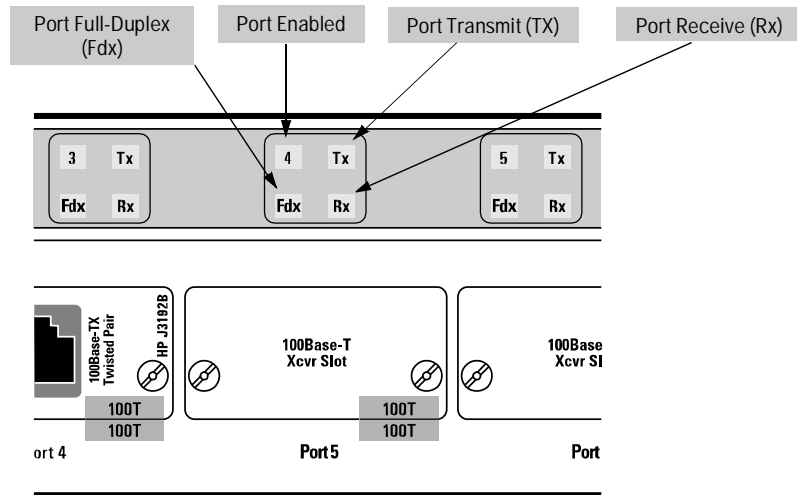 Port Full-Duplex
(Fdx)
Port Enabled
Port Transmit (TX)
Port Receive (Rx)
3 Tx
Fdx Rx
4 Tx
Fdx Rx
5 Tx
Fdx Rx
100Base-TX
Twisted Pair
HP J3192B
100T
100T
ort 4
100Base-T
Xcvr Slot
100T
100T
Port 5
100Base
Xcvr Sl
Port